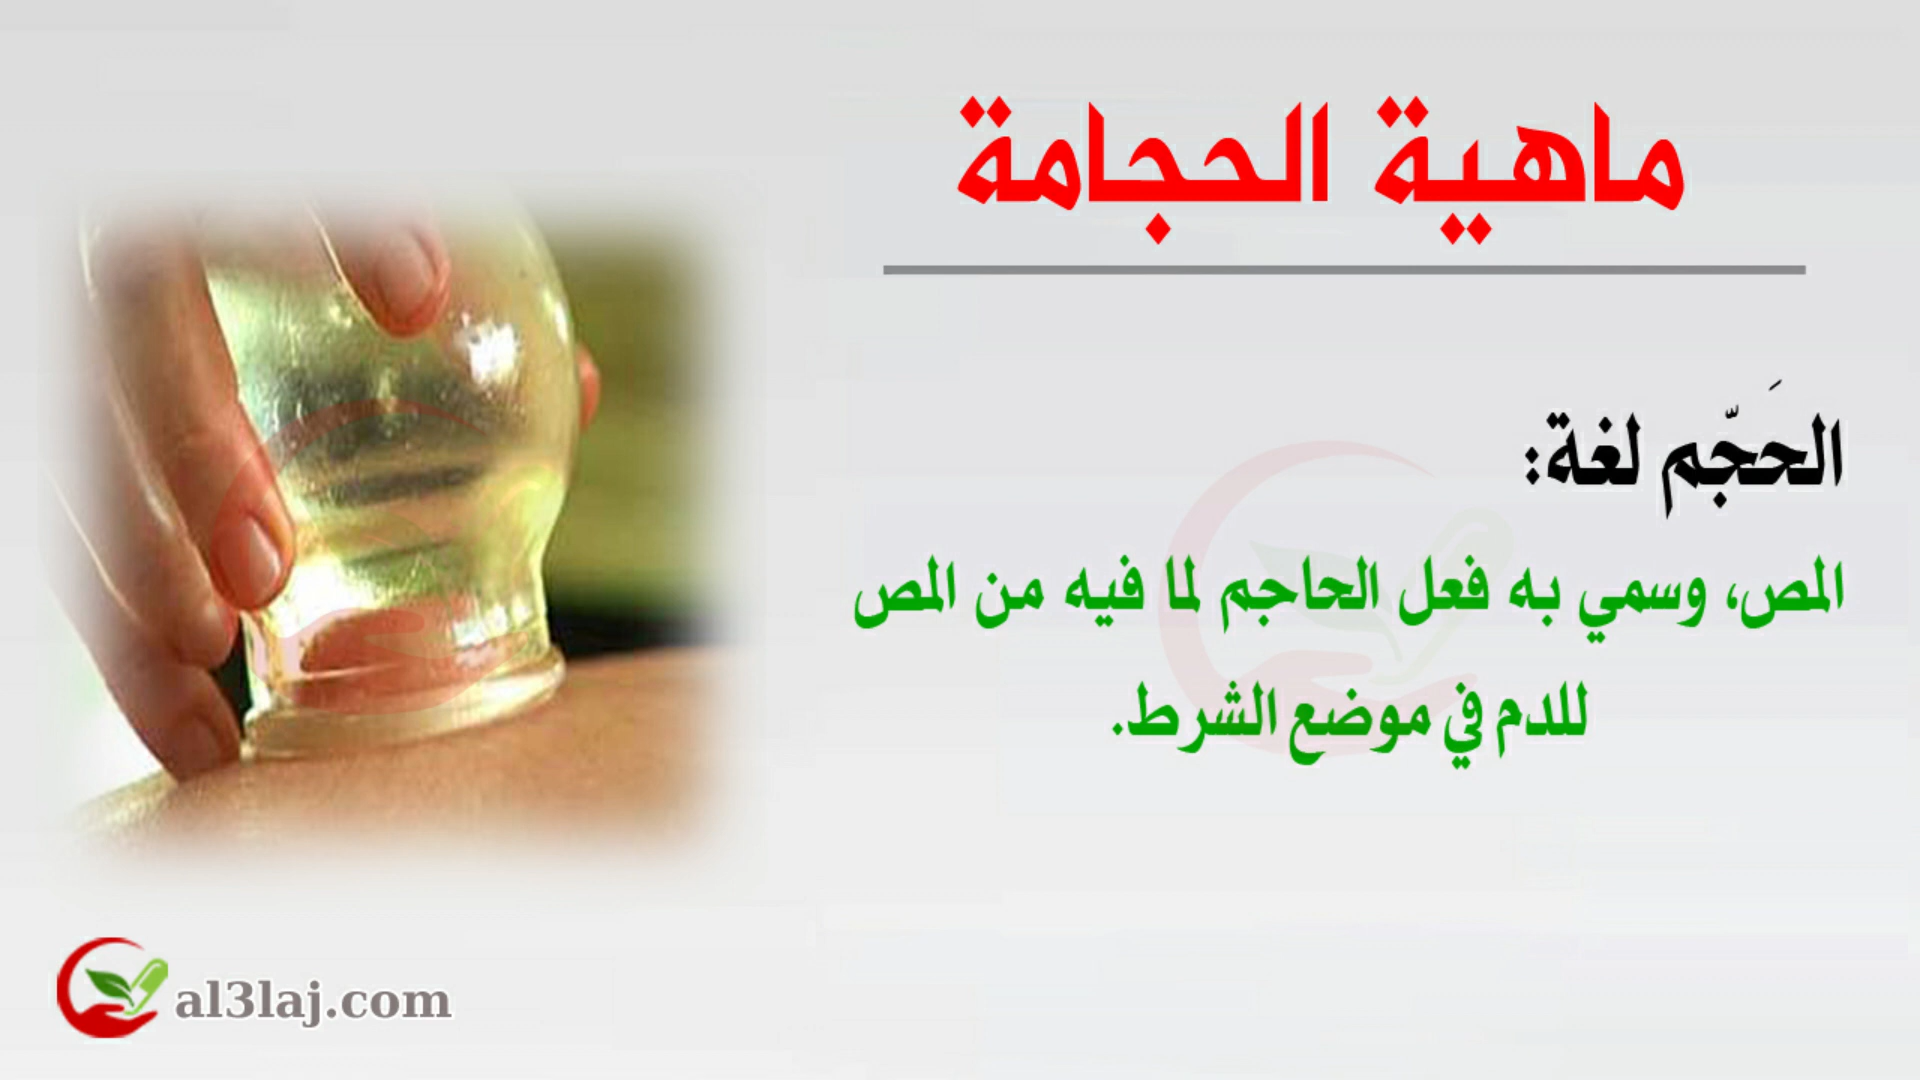 ماهية الحجامة
الحَجّم لغة:
المص، وسمي به فعل الحاجم لما فيه من المص
للدم في موضع الشرط.
al3laj.com